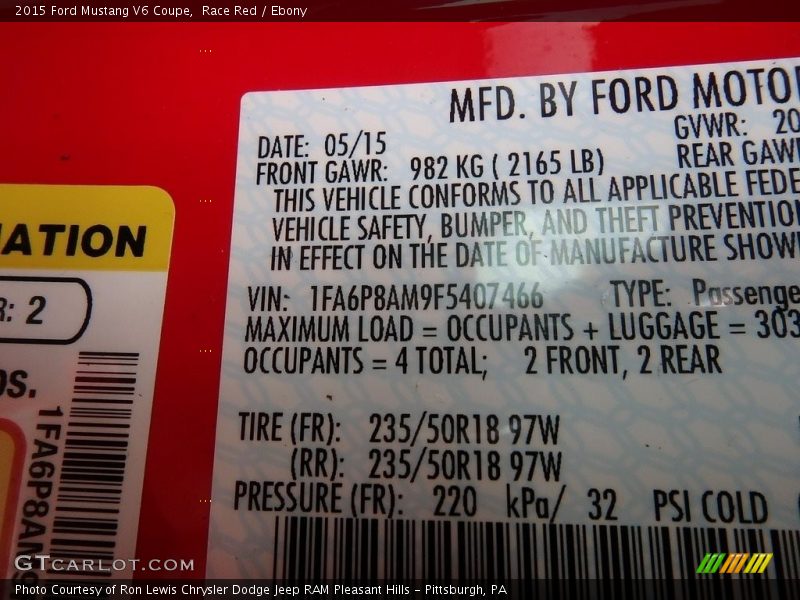 2015 Ford Mustang V6 Coupe, Race Red / Ebony
MFD. BY FORD MOTO
GVWR: 20
DATE: 05/15
FRONT GAWR: 982 KG ( 2165 LB) REAR GAW
THIS VEHICLE CONFORMS TO ALL APPLICABLE FEDE
VEHICLE SAFETY, BUMPER, AND THEFT PREVENTION
IN EFFECT ON THE DATE OF MANUFACTURE SHOW
VIN: 1FA6P8AM9F5407466 TYPE: Passenge
MAXIMUM LOAD = OCCUPANTS + LUGGAGE = 303
OCCUPANTS = 4 TOTAL; 2 FRONT, 2 REAR
TIRE (FR): 235/50R18 97W
(RR): 235/50R18 97W
PRESSURE (FR): 220 kPa/ 32 PSI COLD
ATION
R: 2
OS.
1FA6P8AM9
GTCARLOT.COM
Photo Courtesy of Ron Lewis Chrysler Dodge Jeep RAM Pleasant Hills – Pittsburgh, PA